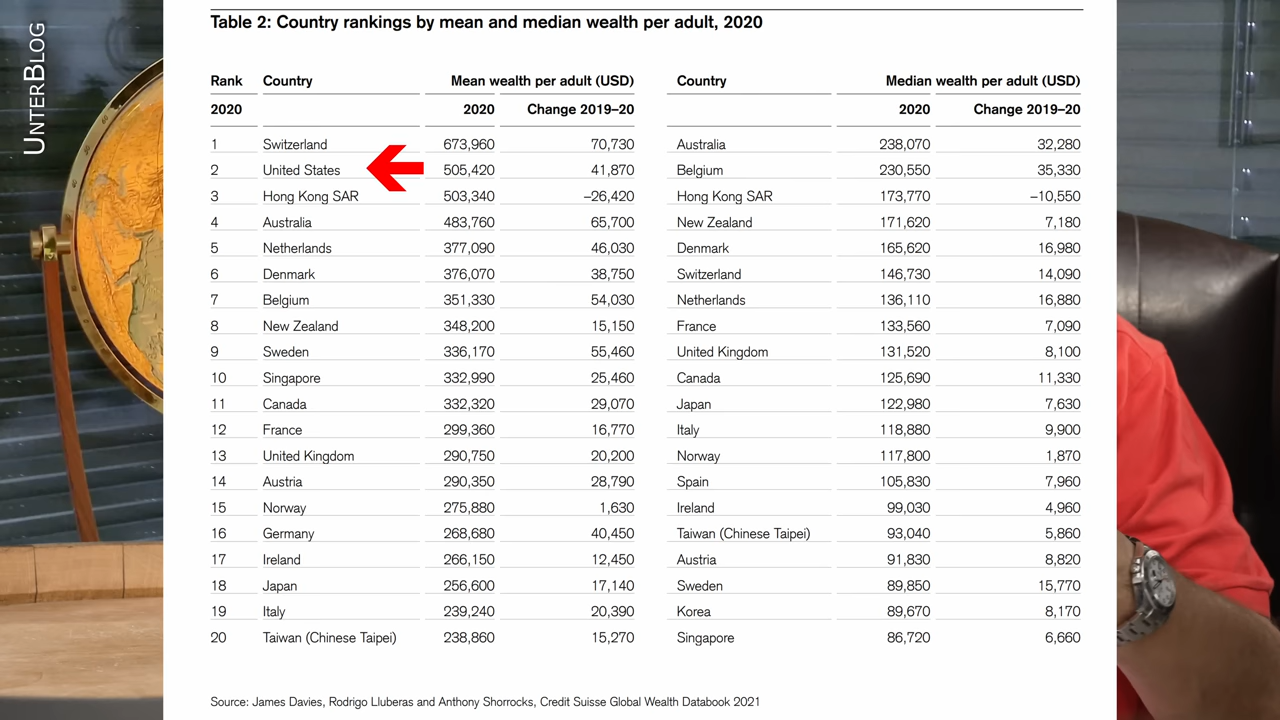 UNTERBLOG
Table 2: Country rankings by mean and median wealth per adult, 2020
Rank Country Mean wealth per adult (USD) Country Median wealth per adult (USD)
2020 2020 Change 2019–20 2020 Change 2019–20
1 Switzerland 673,960 70,730 Australia 238,070 32,280
2 United States 505,420 41,870 Belgium 230,550 35,330
3 Hong Kong SAR 503,340 –26,420 Hong Kong SAR 173,770 –10,550
4 Australia 483,760 65,700 New Zealand 171,620 7,180
5 Netherlands 377,090 46,030 Denmark 165,620 16,980
6 Denmark 376,070 38,750 Switzerland 146,730 14,090
7 Belgium 351,330 54,030 Netherlands 136,110 16,880
8 New Zealand 348,200 15,150 France 133,560 7,090
9 Sweden 336,170 55,460 United Kingdom 131,520 8,100
10 Singapore 332,990 25,460 Canada 125,690 11,330
11 Canada 332,320 29,070 Japan 122,980 7,630
12 France 299,360 16,770 Italy 118,880 9,900
13 United Kingdom 290,750 20,200 Norway 117,800 1,870
14 Austria 290,350 28,790 Spain 105,830 7,960
15 Norway 275,880 1,630 Ireland 99,030 4,960
16 Germany 268,680 40,450 Taiwan (Chinese Taipei) 93,040 5,860
17 Ireland 266,150 12,450 Austria 91,830 8,820
18 Japan 256,600 17,140 Sweden 89,850 15,770
19 Italy 239,240 20,390 Korea 89,670 8,170
20 Taiwan (Chinese Taipei) 238,860 15,270 Singapore 86,720 6,660
Source: James Davies, Rodrigo Lluberas and Anthony Shorrocks, Credit Suisse Global Wealth Databook 2021